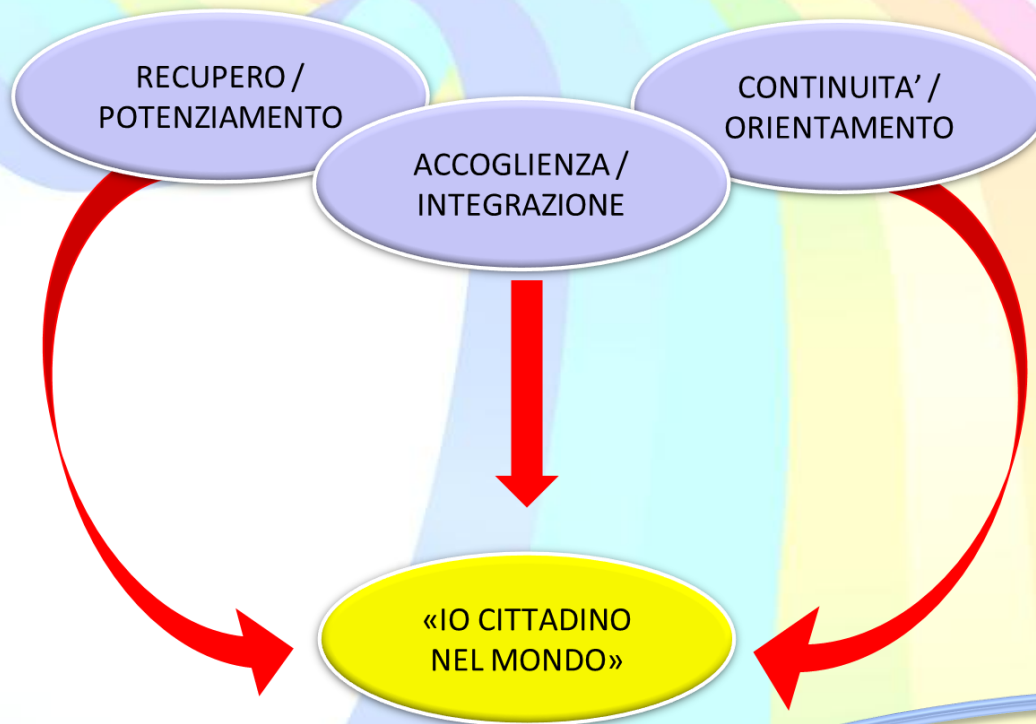 RECUPERO /
POTENZIAMENTO
ACCOGLIENZA /
INTEGRAZIONE
CONTINUITA’ /
ORIENTAMENTO
«IO CITTADINO
NEL MONDO»